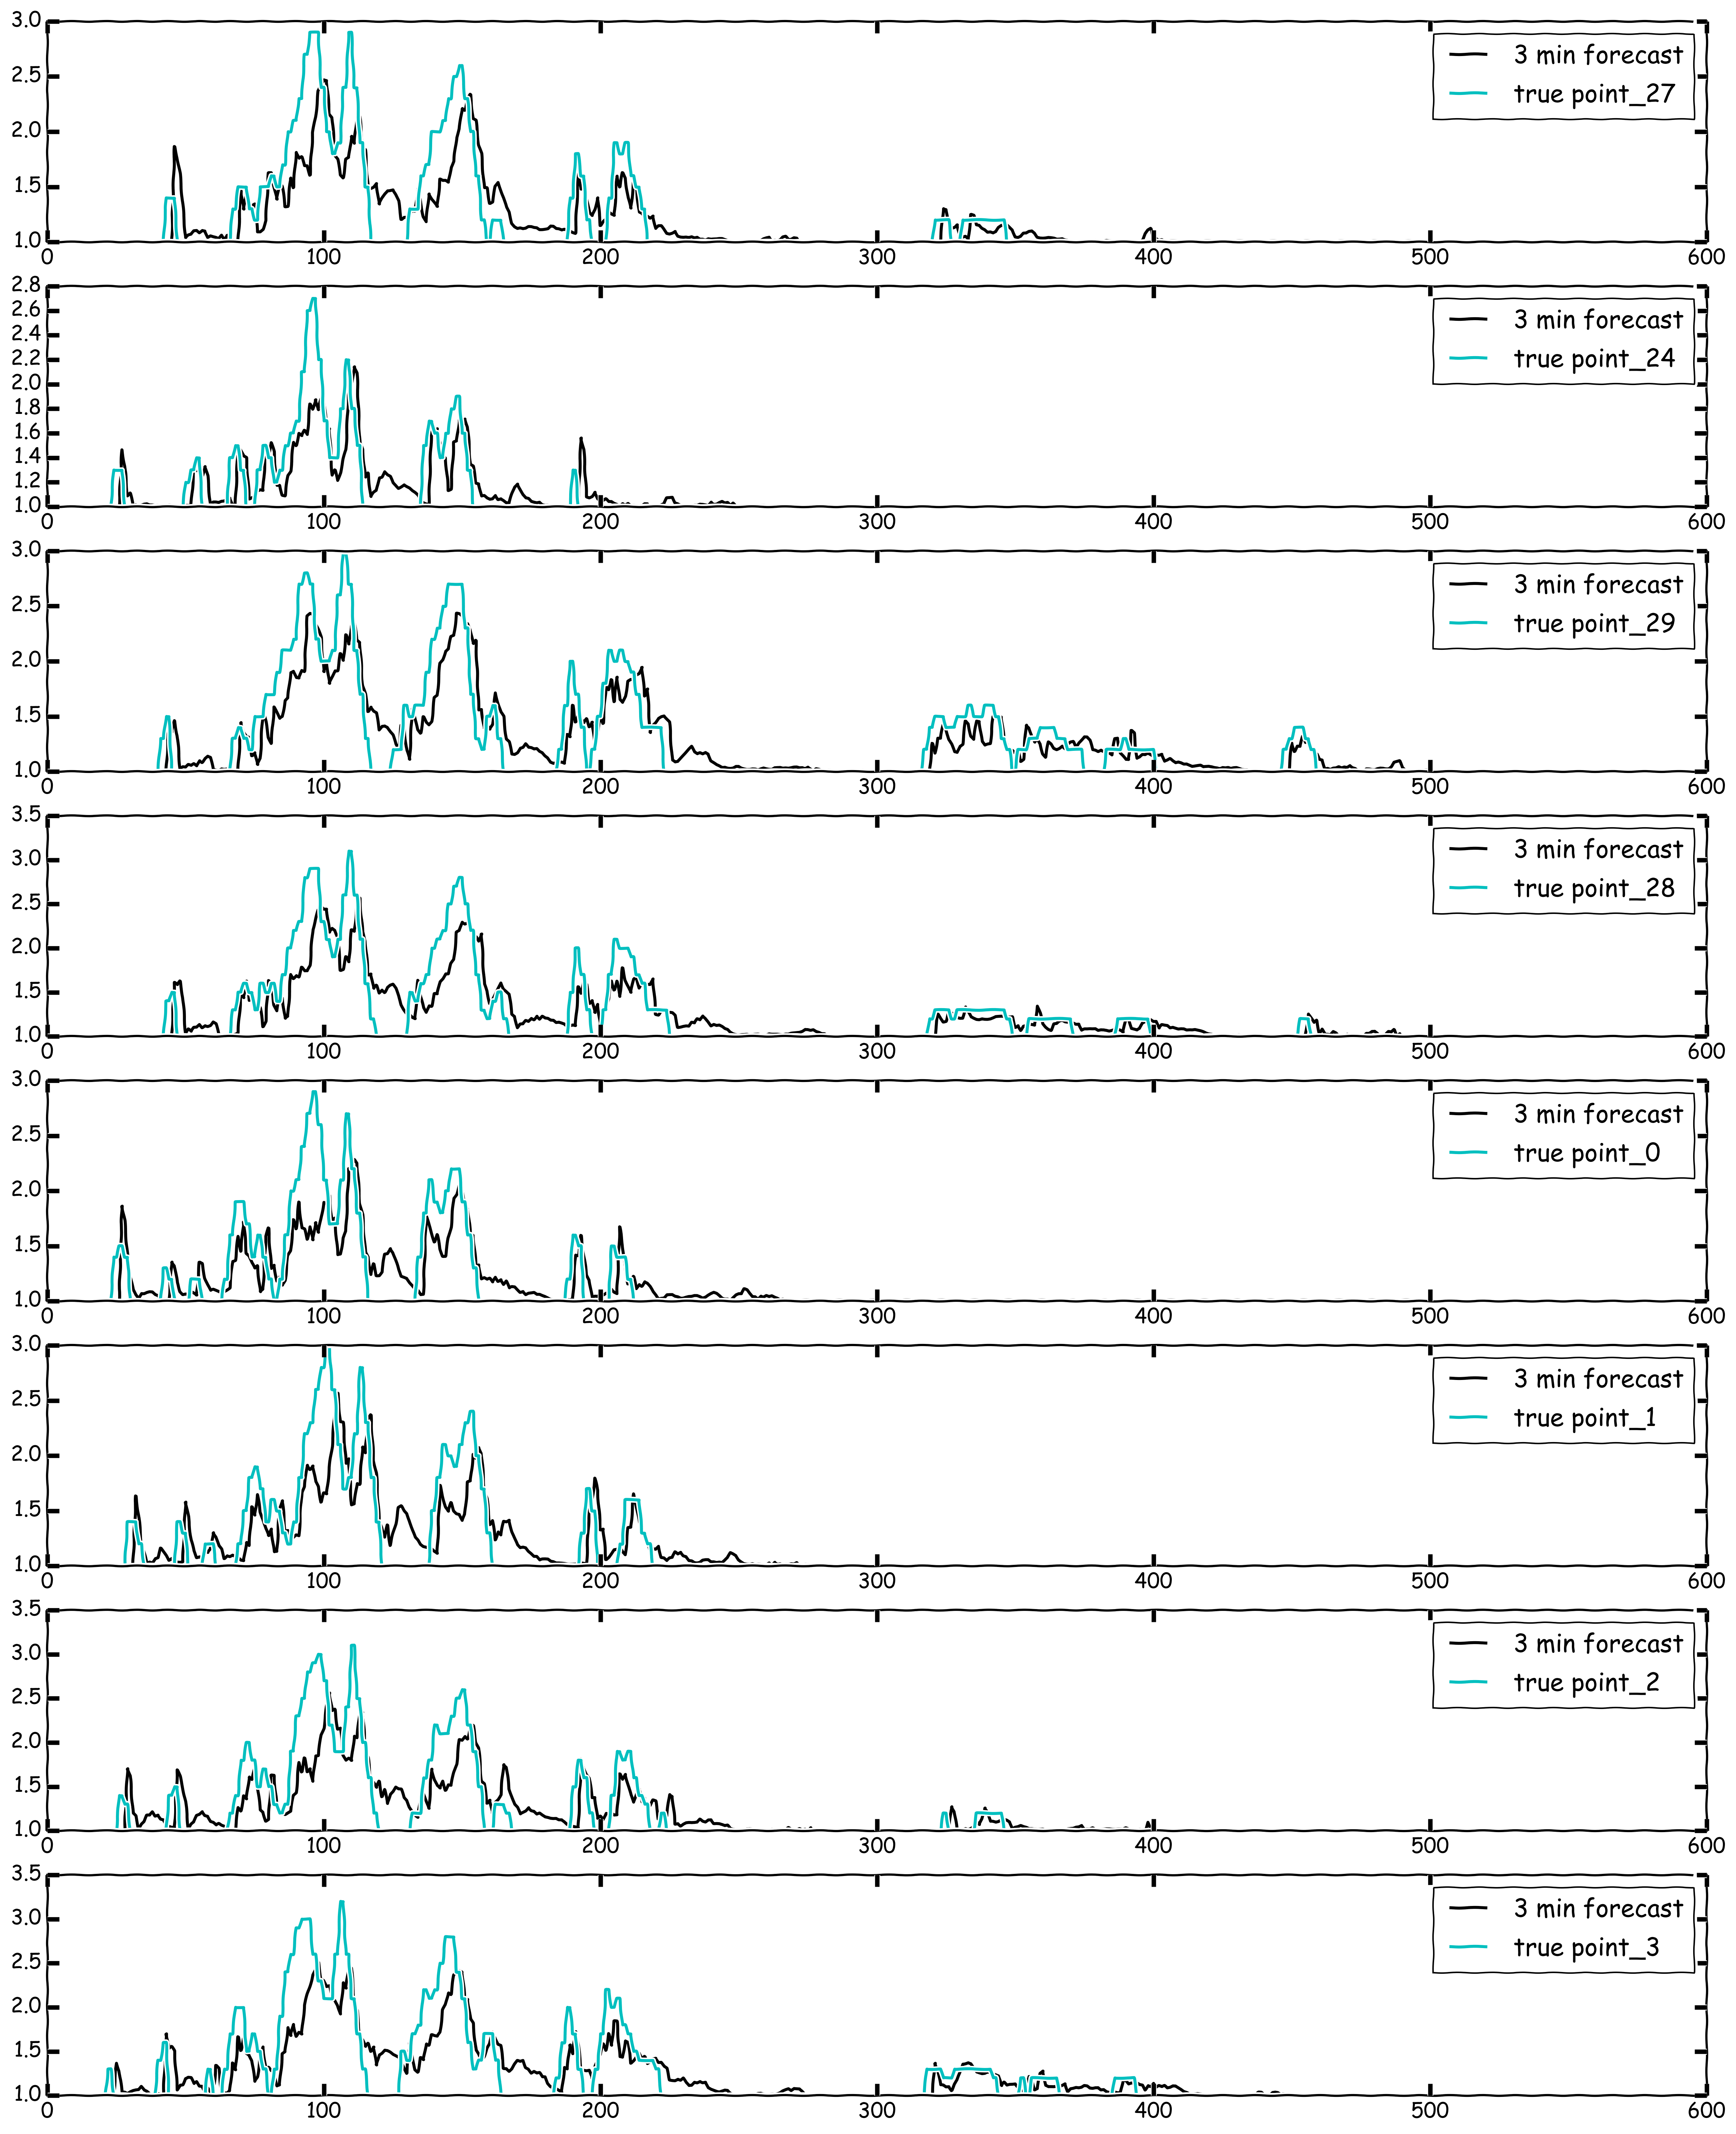 3.0
3 min forecast
true point_27
2.5
2.0
1.5
1.0
0 100 200 300 400 500 600
2.8
3 min forecast
2.6
true point_24
2.4
2.2
2.0
1.8
1.6
1.4
1.2
1.0
0 100 200 300 400 500 600
3.0
3 min forecast
true point_29
2.5
2.0
1.5
1.0
0 100 200 300 400 500 600
3.5
3 min forecast
3.0
true point_28
2.5
2.0
1.5
1.0
0 100 200 300 400 500 600
3.0
3 min forecast
true point_0
2.5
2.0
1.5
1.0
0 100 200 300 400 500 600
3.0
3 min forecast
true point_1
2.5
2.0
1.5
1.0
0 100 200 300 400 500 600
3.5
3 min forecast
3.0
true point_2
2.5
2.0
1.5
1.0
0 100 200 300 400 500 600
3.5
3 min forecast
3.0
true point_3
2.5
2.0
1.5
1.0
0 100 200 300 400 500 600